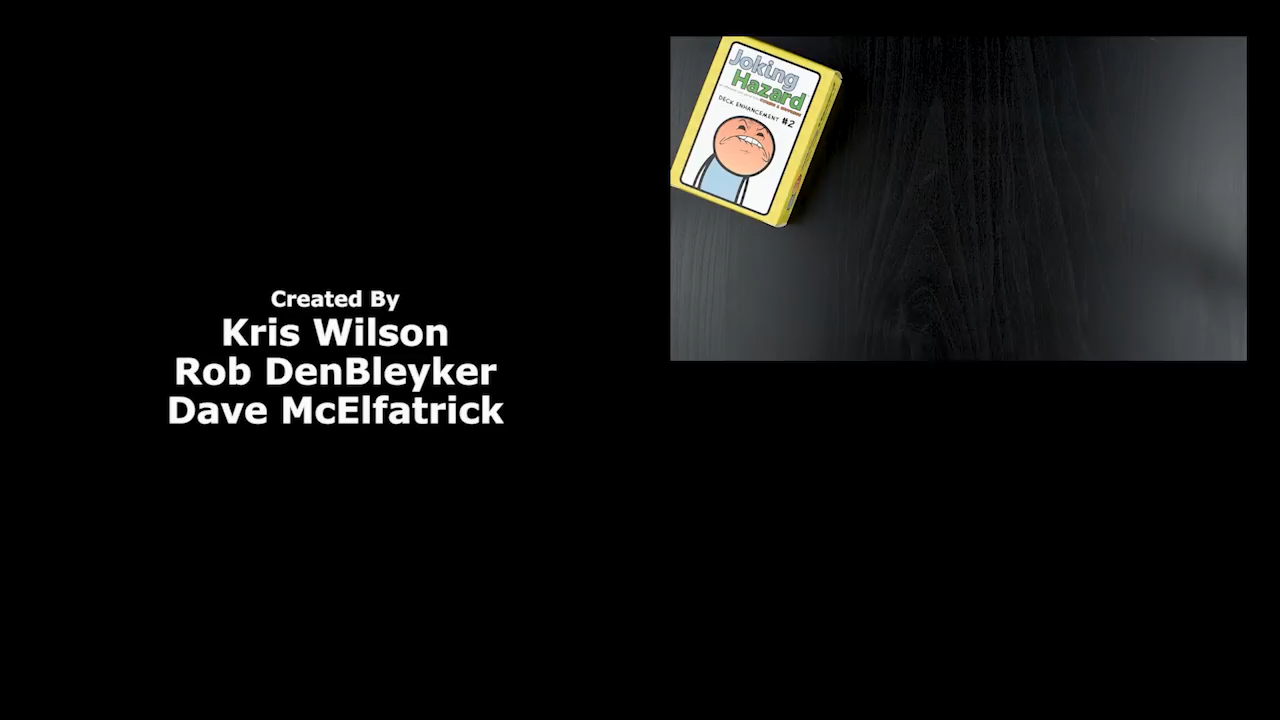 Created By
Kris Wilson
Rob DenBleyker
Dave McElfatrick
Joking
Hazard
DECK ENHANCEMENT #2